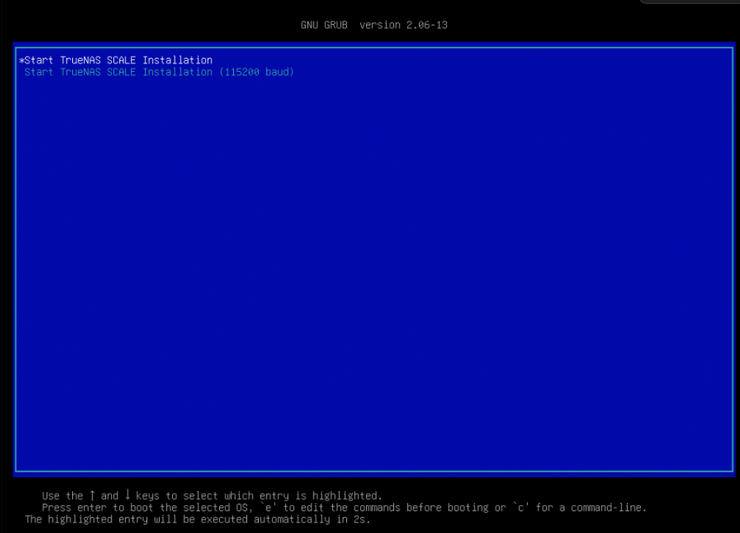 GNU GRUB version 2.06-13
*Start TrueNAS SCALE Installation
Start TrueNAS SCALE Installation (115200 baud)
Use the ↑ and ↓ keys to select which entry is highlighted.
Press enter to boot the selected OS, `e' to edit the commands before booting or `c' for a command-line.
The highlighted entry will be executed automatically in 2s.